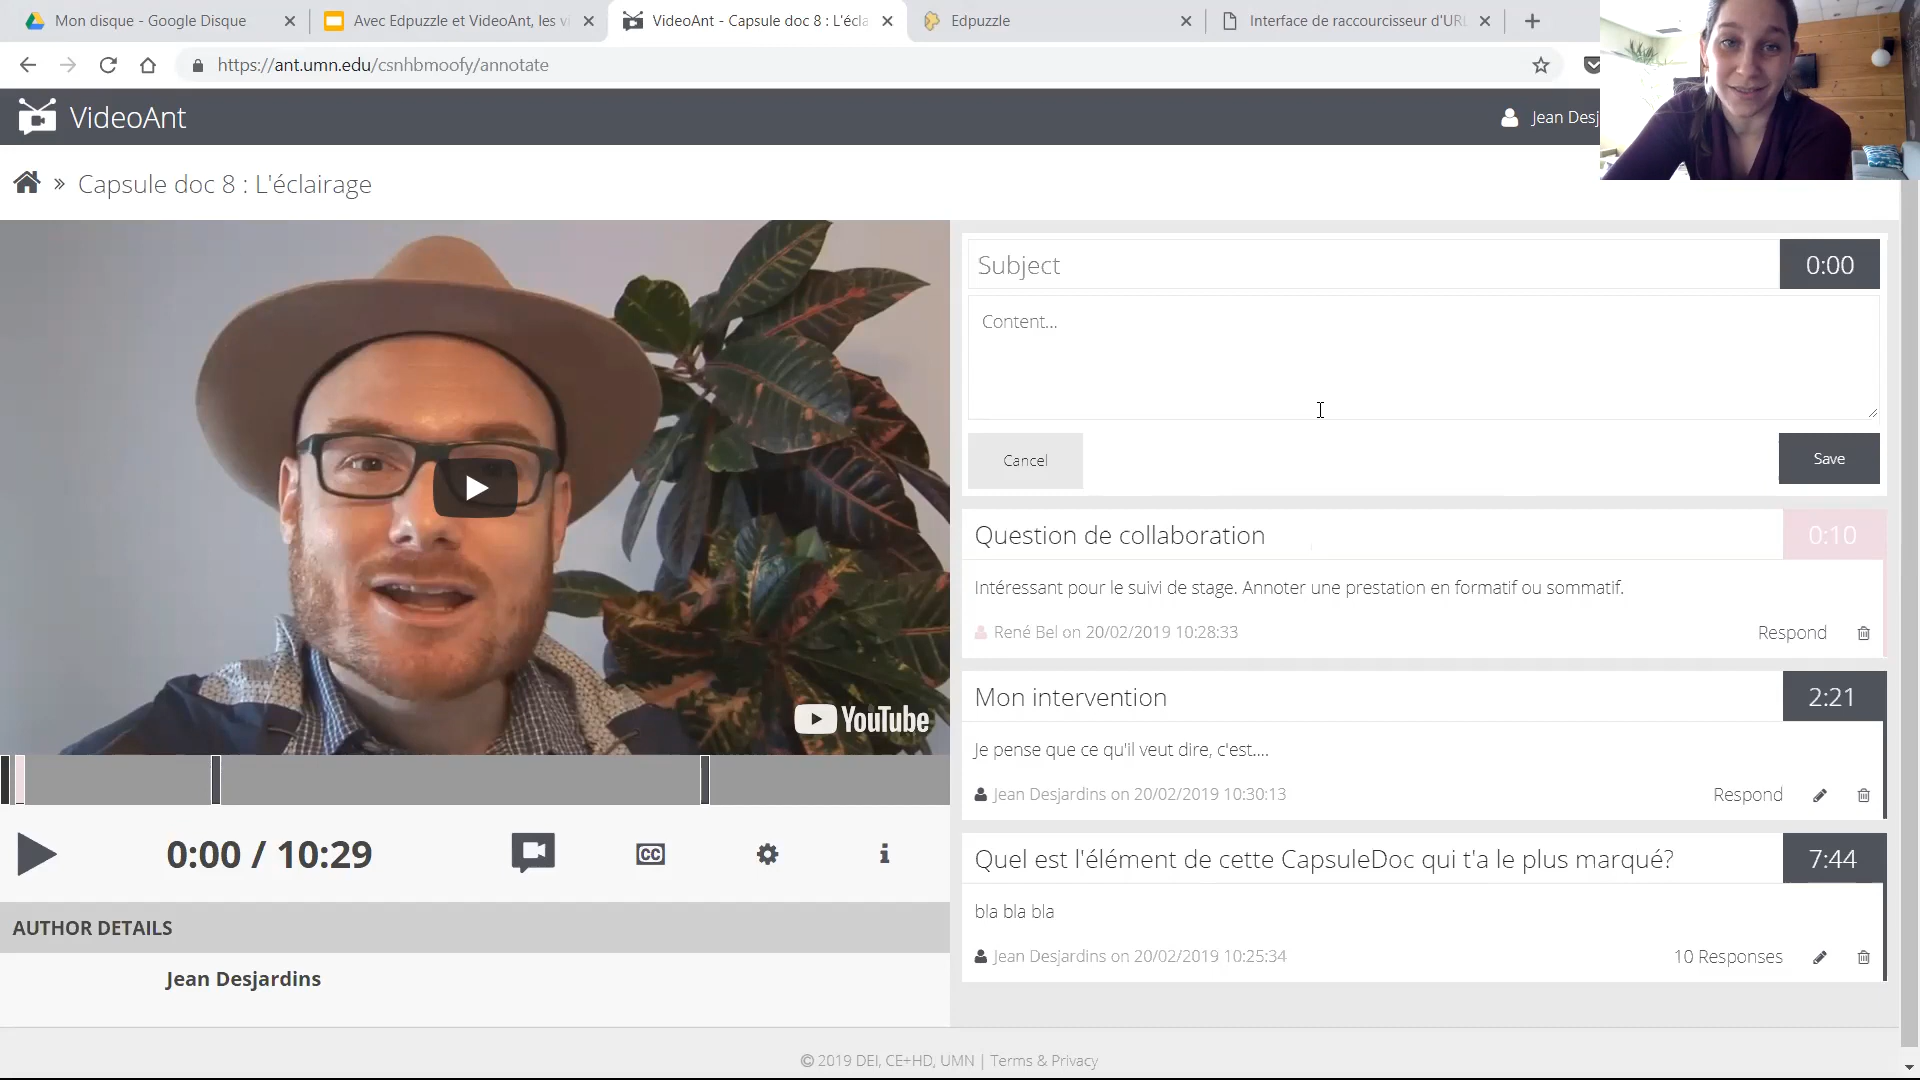 Mon disque - Google Disque
Avec Edpuzzle et VideoAnt, les vi
VideoAnt - Capsule doc 8 : L'écla
Edpuzzle
Interface de raccourcisseur d'URL
https://ant.umn.edu/csnhbmoofy/annotate
VideoAnt
Jean Desj
» Capsule doc 8 : L'éclairage
Subject
0:00
Content...
Cancel
Save
Question de collaboration
0:10
Intéressant pour le suivi de stage. Annoter une prestation en formatif ou sommatif.
René Bel on 20/02/2019 10:28:33
Respond
Mon intervention
2:21
Je pense que ce qu'il veut dire, c'est....
Jean Desjardins on 20/02/2019 10:30:13
Respond
Quel est l'élément de cette CapsuleDoc qui t'a le plus marqué?
7:44
bla bla bla
Jean Desjardins on 20/02/2019 10:25:34
10 Responses
YouTube
0:00 / 10:29
CC
i
AUTHOR DETAILS
Jean Desjardins
© 2019 DEI, CE+HD, UMN | Terms & Privacy